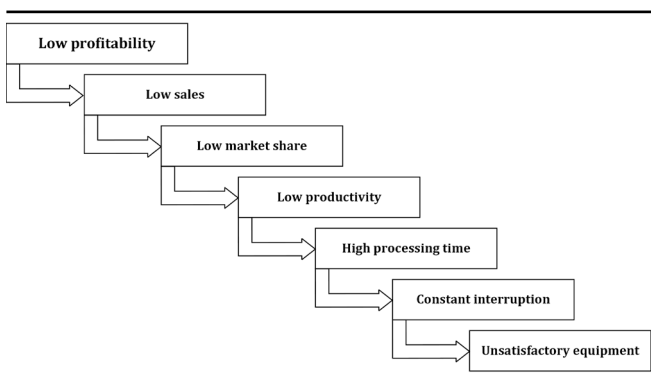 Low profitability
Low sales
Low market share
Low productivity
High processing time
Constant interruption
Unsatisfactory equipment